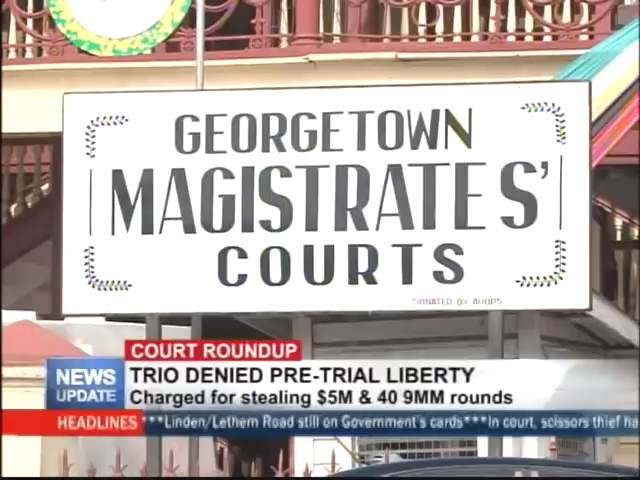 GEORGETOWN
MAGISTRATES'
COURTS
DONATED BY
COURT ROUNDUP
NEWS UPDATE
TRIO DENIED PRE-TRIAL LIBERTY
Charged for stealing $5M & 40 9MM rounds
HEADLINES ***Linden/Lethem Road still on Government's cards***In court, scissors thief ha